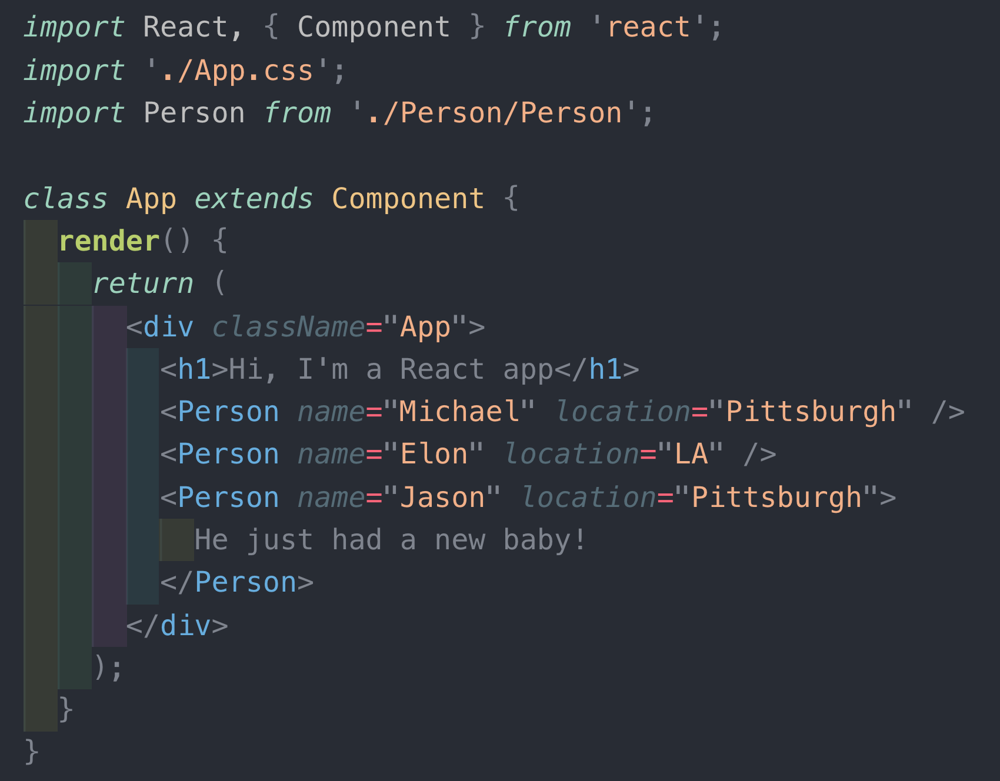 import React, { Component } from 'react';
import './App.css';
import Person from './Person/Person';

class App extends Component {
  render() {
    return (
      <div className="App">
        <h1>Hi, I'm a React app</h1>
        <Person name="Michael" location="Pittsburgh" />
        <Person name="Elon" location="LA" />
        <Person name="Jason" location="Pittsburgh">
          He just had a new baby!
        </Person>
      </div>
    );
  }
}